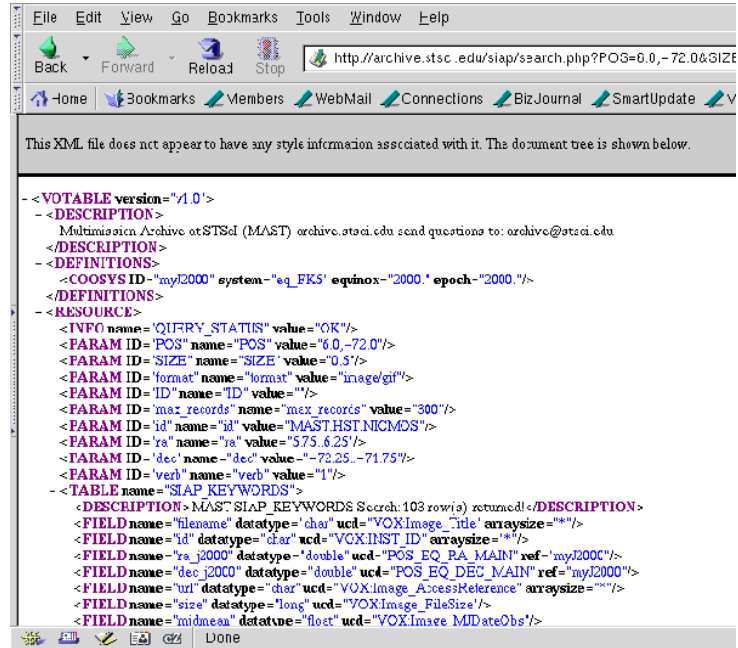 File Edit View Go Bookmarks Tools Window Help
Back Forward Reload Stop http://archive.stsci.edu/siap/search.php?POS=6.0,-72.0&SIZE
Home Bookmarks Members WebMail Connections BizJournal SmartUpdate
This XML file does not appear to have any style information associated with it. The document tree is shown below.
- <VOTABLE version="v1.0">
- <DESCRIPTION>
Multimission Archive at STScI (MAST) archive.stsci.edu send questions to: archive@stsci.edu
</DESCRIPTION>
- <DEFINITIONS>
<COOSYS ID="myJ2000" system="eq_FK5" equinox="2000." epoch="2000."/>
</DEFINITIONS>
- <RESOURCE>
<INFO name="QUERY_STATUS" value="OK"/>
<PARAM ID="POS" name="POS" value="6.0,-72.0"/>
<PARAM ID="SIZE" name="SIZE" value="0.5"/>
<PARAM ID="format" name="format" value="image/gif"/>
<PARAM ID="ID" name="ID" value=""/>
<PARAM ID="max_records" name="max_records" value="300"/>
<PARAM ID="id" name="id" value="MAST.HST.NICMOS"/>
<PARAM ID="ra" name="ra" value="5.75..6.25"/>
<PARAM ID="dec" name="dec" value="-72.25..-71.75"/>
<PARAM ID="verb" name="verb" value="1"/>
- <TABLE name="SIAP_KEYWORDS">
<DESCRIPTION>MAST SIAP_KEYWORDS Search: 103 row(s) returned!</DESCRIPTION>
<FIELD name="filename" datatype="char" ucd="VOX:Image_Title" arraysize="*"/>
<FIELD name="id" datatype="char" ucd="VOX:INST_ID" arraysize="*"/>
<FIELD name="ra_j2000" datatype="double" ucd="POS_EQ_RA_MAIN" ref="myJ2000"/>
<FIELD name="dec_j2000" datatype="double" ucd="POS_EQ_DEC_MAIN" ref="myJ2000"/>
<FIELD name="url" datatype="char" ucd="VOX:Image_AccessReference" arraysize="*"/>
<FIELD name="size" datatype="long" ucd="VOX:Image_FileSize"/>
<FIELD name="midmean" datatype="float" ucd="VOX:Image_MJDateObs"/>
Done